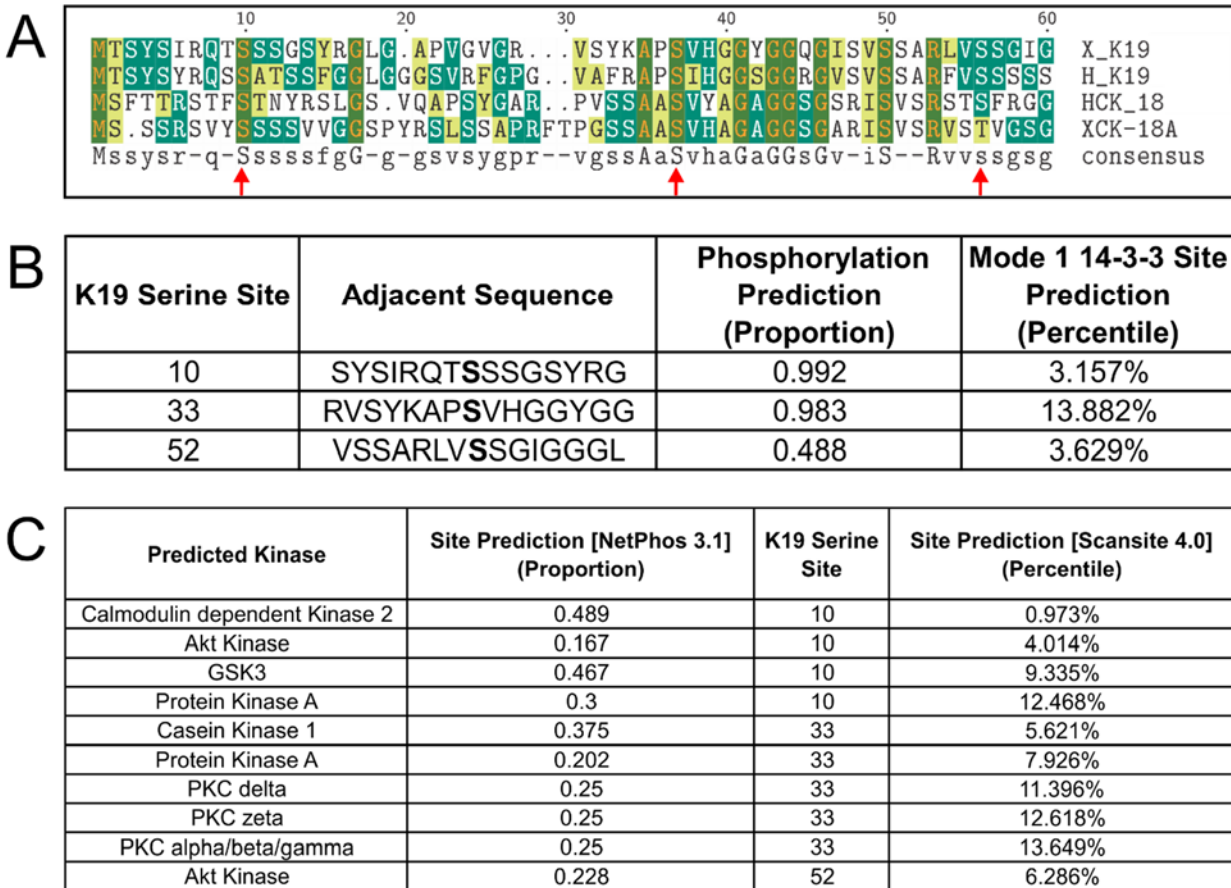 A
10 20 30 40 50 60
MTSYSIRQTSSSGSYRGLG.APVGVGR...VSYKAPSVHGGYGGQGISVSSARLVSSGIG X_K19
MTSYSYRQSSATSSFGGLGGGSVRFGPG..VAFRAPSIHGGSGGRGVSVSSARFVSSSSS H_K19
MSFTTRSTFSTNYRSLGS.VQAPSYGAR..PVSSAASVYAGAGGSGSRISVSRSTSFRGG HCK_18
MS.SSRSVYSSSSVVGGSPYRSLSSAPRFTPGSSAASVHAGAGGSGARISVSRVSTVGSG XCK-18A
Mssysr-q-SssssfgG-g-gsvsygpr--vgssAaSvhaGaGGsGv-iS--Rvvssgsg consensus
B
K19 Serine Site Adjacent Sequence Phosphorylation Prediction (Proportion) Mode 1 14-3-3 Site Prediction (Percentile)
10 SYSIRQTSSSGSYRG 0.992 3.157%
33 RVSYKAPSVHGGYGG 0.983 13.882%
52 VSSARLVSSGIGGGL 0.488 3.629%
C
Predicted Kinase Site Prediction [NetPhos 3.1] (Proportion) K19 Serine Site Site Prediction [Scansite 4.0] (Percentile)
Calmodulin dependent Kinase 2 0.489 10 0.973%
Akt Kinase 0.167 10 4.014%
GSK3 0.467 10 9.335%
Protein Kinase A 0.3 10 12.468%
Casein Kinase 1 0.375 33 5.621%
Protein Kinase A 0.202 33 7.926%
PKC delta 0.25 33 11.396%
PKC zeta 0.25 33 12.618%
PKC alpha/beta/gamma 0.25 33 13.649%
Akt Kinase 0.228 52 6.286%